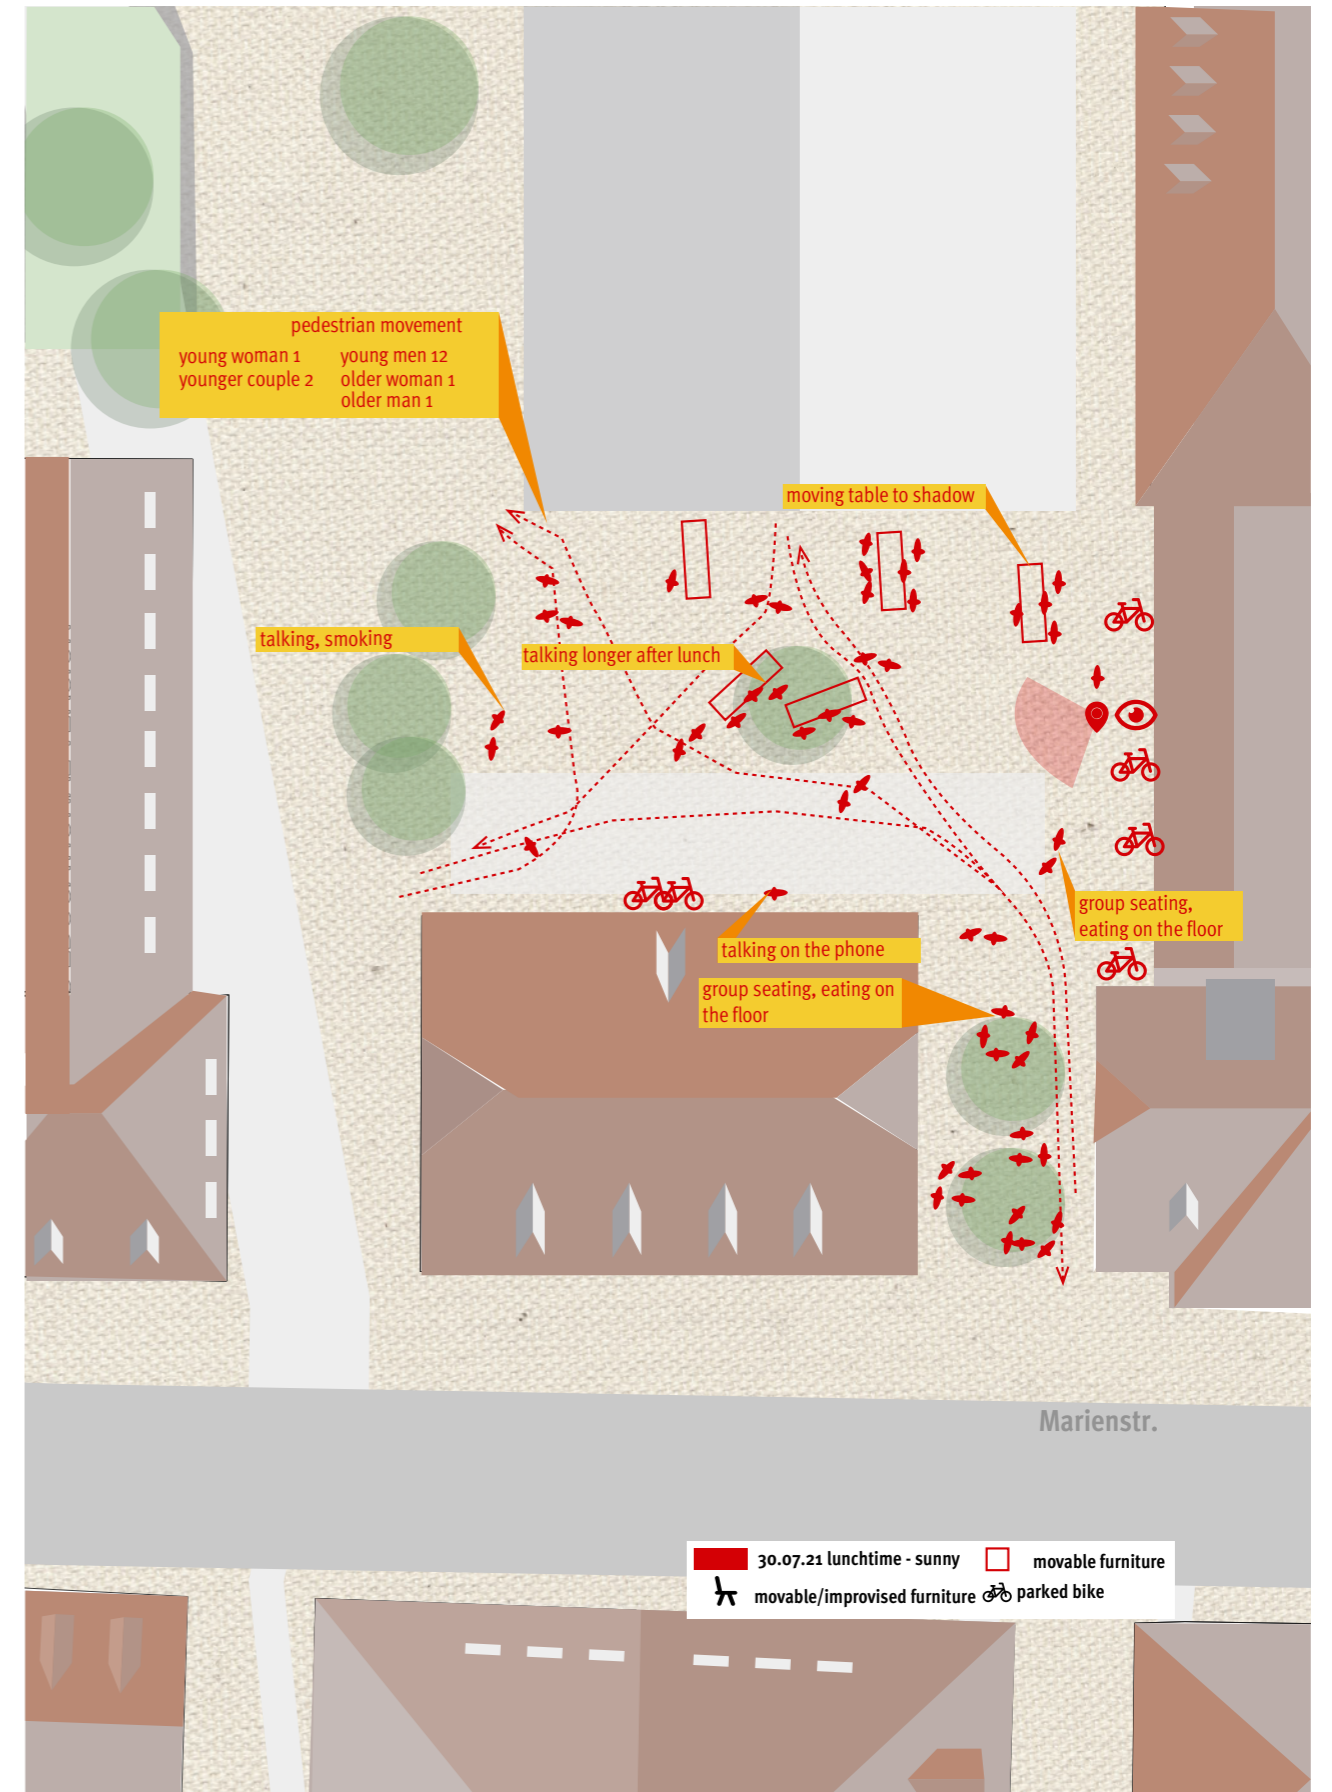 pedestrian movement
young woman 1 young men 12
younger couple 2 older woman 1
older man 1
moving table to shadow
talking, smoking
talking longer after lunch
group seating,
eating on the floor
talking on the phone
group seating, eating on
the floor
Marienstr.
30.07.21 lunchtime - sunny movable furniture
movable/improvised furniture parked bike